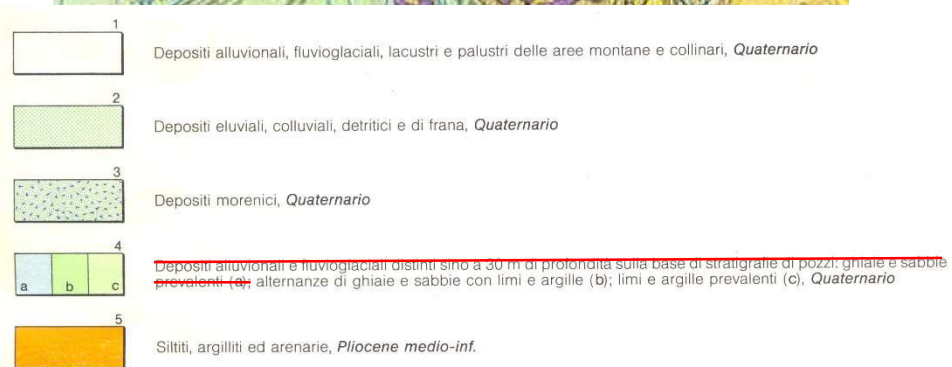 1
Depositi alluvionali, fluvioglaciali, lacustri e palustri delle aree montane e collinari, Quaternario
2
Depositi eluviali, colluviali, detritici e di frana, Quaternario
3
Depositi morenici, Quaternario
4
a b c
Depositi alluvionali e fluvioglaciali distinti sino a 30 m di profondità sulla base di stratigrafie di pozzi: ghiaie e sabbie
prevalenti (a); alternanze di ghiaie e sabbie con limi e argille (b); limi e argille prevalenti (c), Quaternario
5
Siltiti, argilliti ed arenarie, Pliocene medio-inf.